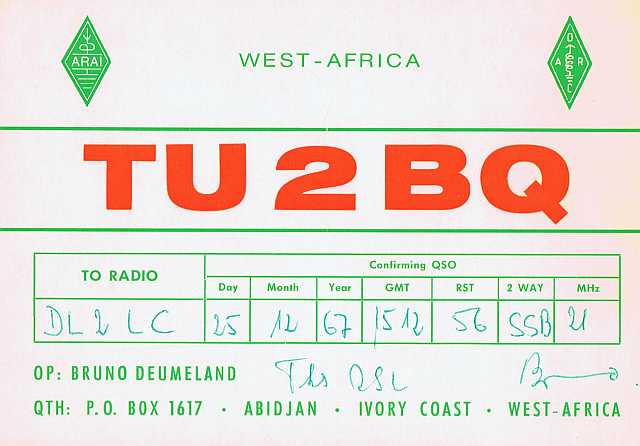 ARAI
WEST-AFRICA
D
A R
C
TU2BQ
TO RADIO
Confirming QSO
Day Month Year GMT RST 2 WAY MHz
DL2LC 25 12 67 1512 56 SSB 21
OP: BRUNO DEUMELAND Ths QSL
QTH: P.O. BOX 1617 · ABIDJAN · IVORY COAST · WEST-AFRICA